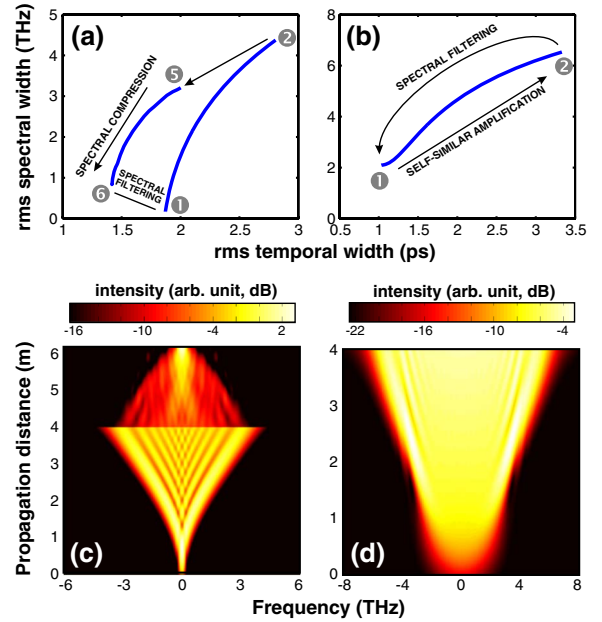 (a)
(b)
rms spectral width (THz)
5
4
3
2
1
0
8
6
4
2
0
2
5
6
1
SPECTRAL COMPRESSION
SPECTRAL
FILTERING
SPECTRAL FILTERING
SELF-SIMILAR AMPLIFICATION
2
1
1 1.5 2 2.5 3
0.5 1 1.5 2 2.5 3 3.5
rms temporal width (ps)
intensity (arb. unit, dB)
intensity (arb. unit, dB)
-16 -10 -4 2
-22 -16 -10 -4
Propagation distance (m)
6
5
4
3
2
1
0
4
3
2
1
0
(c)
(d)
-6 -3 0 3 6
-8 -4 0 4 8
Frequency (THz)